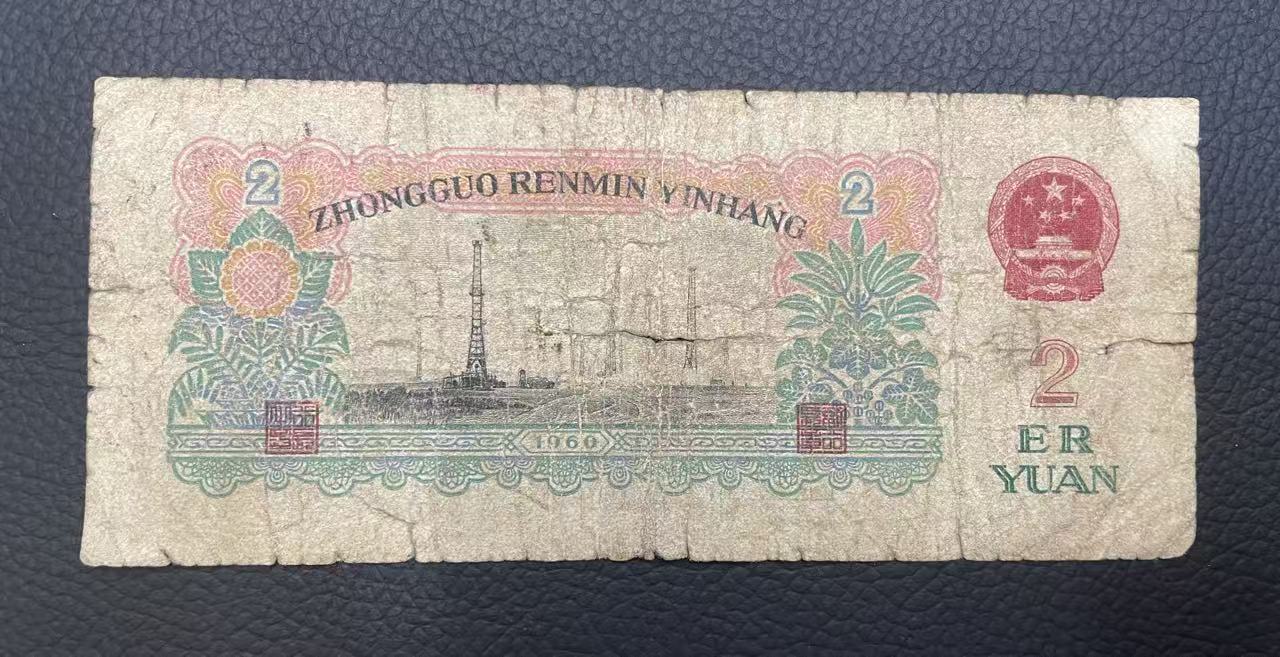 2
2
ZHONGGUO RENMIN YINHANG
1960
2
ER
YUAN